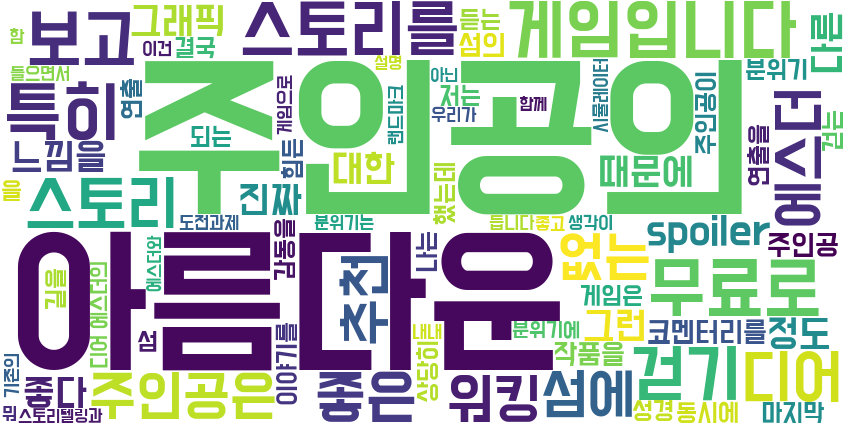 함 보고 그래픽 스토리를 듣는 게임입니다 다른
이건 결국 섬의
들으면서 연출 설명 아닌 분위기
특히 주인공의 게임으로 랜드마크 저는 우리가 함께 시뮬레이터 주인공이 에스더 걷는
느낌을 되는 힘든 대한 했는데 때문에 연출을
을 스토리 진짜
도전과제 분위기는 듭니다 좋고 생각이 spoiler
아름다운 에스더와 감동을 추천 나는 없는 주인공
길을 디어 에스더의 게임은 무료로
섬 이야기를 내내 분위기에 그런 코멘터리를 정도
기존의 상당히 작품을 걷기 디어
좋다 주인공은 좋은 워킹 섬에
뭐 스토리텔링과 성경 동시에 마지막